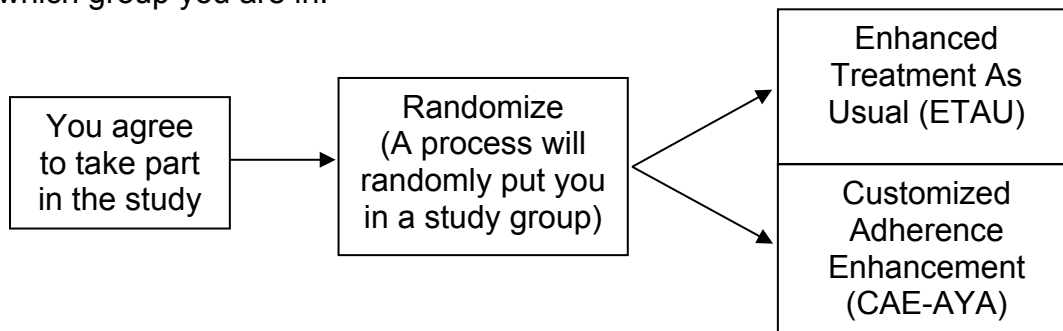 which group you are in.
You agree
to take part
in the study
Randomize
(A process will
randomly put you
in a study group)
Enhanced
Treatment As
Usual (ETAU)
Customized
Adherence
Enhancement
(CAE-AYA)